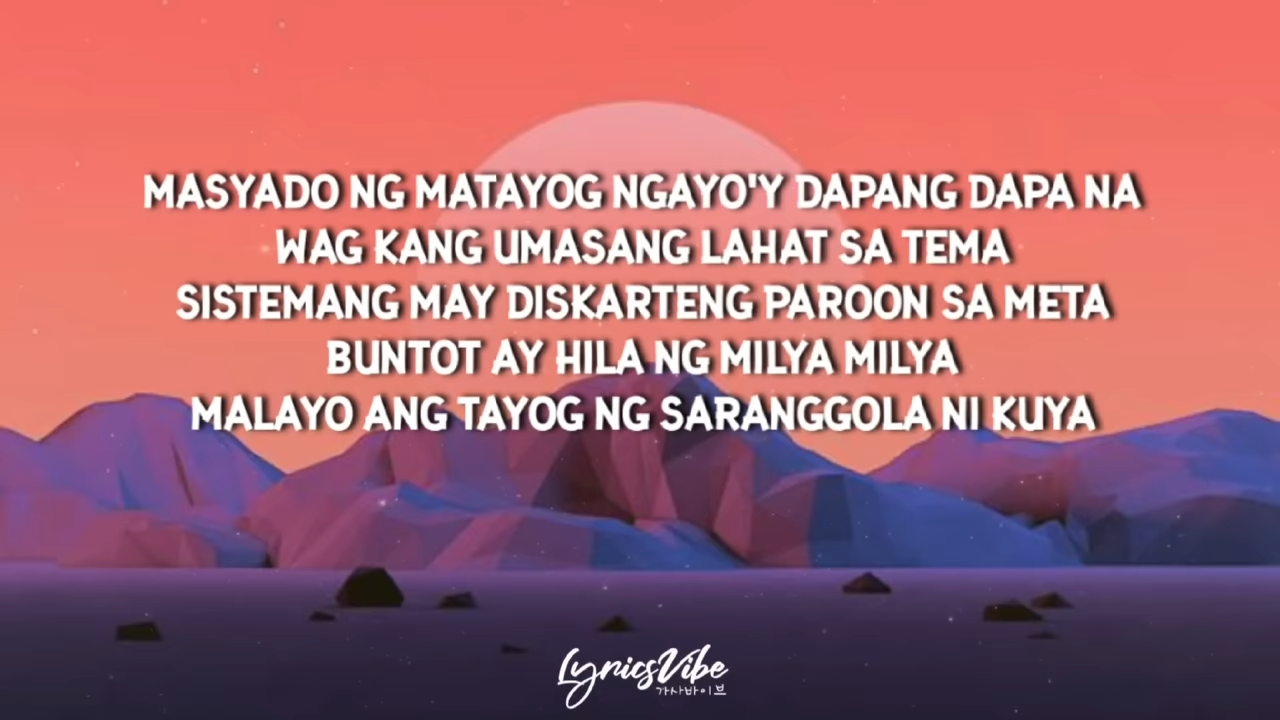 MASYADO NG MATAYOG NGAYO'Y DAPANG DAPA NA
WAG KANG UMASANG LAHAT SA TEMA
SISTEMANG MAY DISKARTENG PAROON SA META
BUNTOT AY HILA NG MILYA MILYA
MALAYO ANG TAYOG NG SARANGGOLA NI KUYA
LyricsVibe
가사바이브